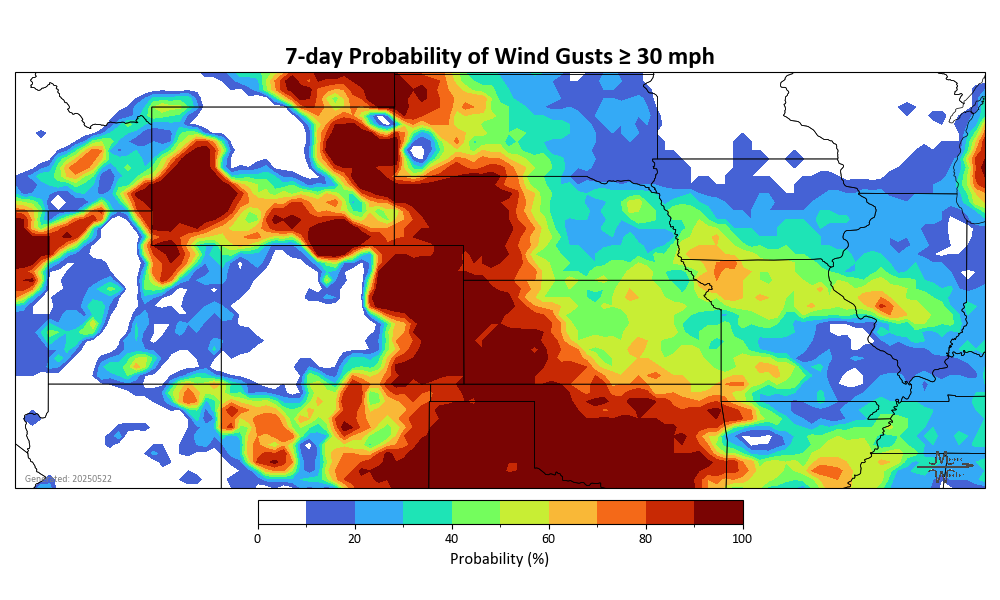 7-day Probability of Wind Gusts ≥ 30 mph
Generated: 20250522
0 20 40 60 80 100
Probability (%)